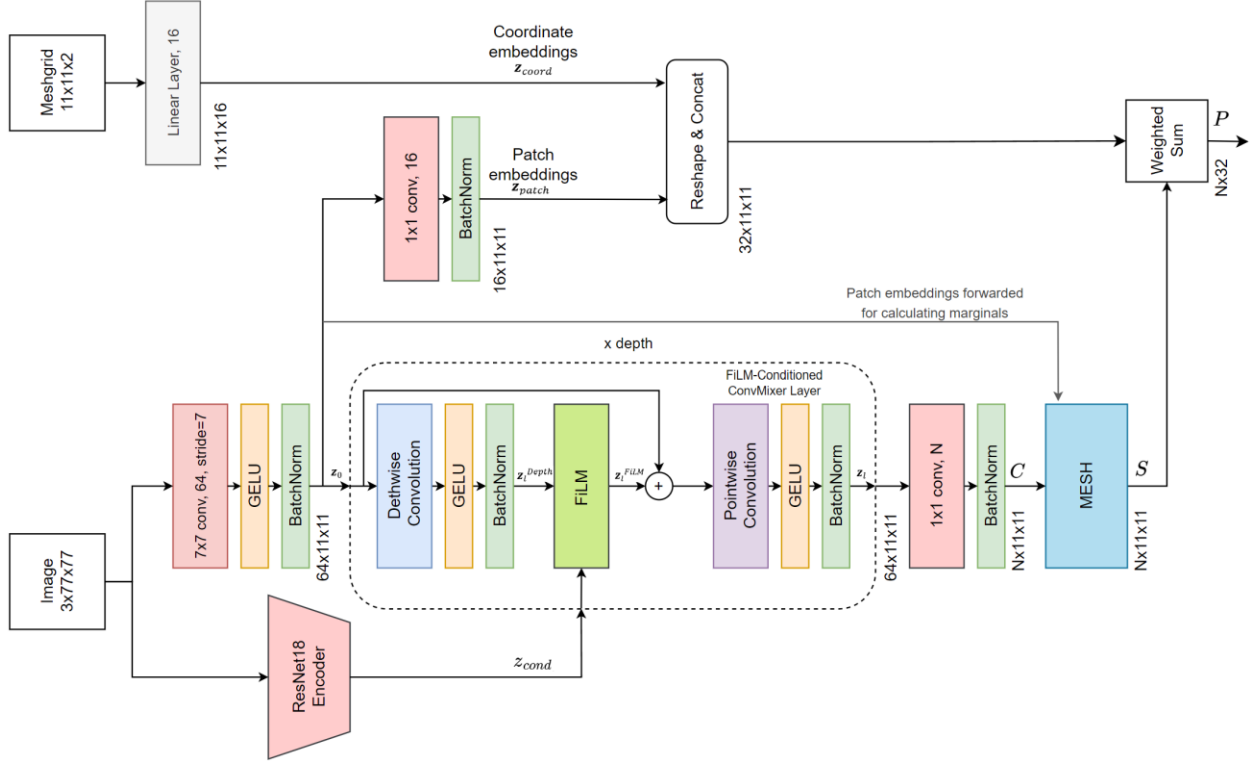 Meshgrid
11x11x2
Linear Layer, 16
11x11x16
Coordinate
embeddings
z_coord
1x1 conv, 16
BatchNorm
16x11x11
Patch
embeddings
z_patch
Reshape & Concat
32x11x11
Weighted
Sum
P
Nx32
Patch embeddings forwarded
for calculating marginals
x depth
FiLM-Conditioned
ConvMixer Layer
Image
3x77x77
7x7 conv, 64, stride=7
GELU
BatchNorm
64x11x11
z_0
Dethwise
Convolution
GELU
BatchNorm
z_l^Depth
FiLM
z_l^FiLM
+
Pointwise
Convolution
GELU
BatchNorm
z_l
64x11x11
1x1 conv, N
BatchNorm
C
Nx11x11
MESH
S
Nx11x11
ResNet18
Encoder
z_cond